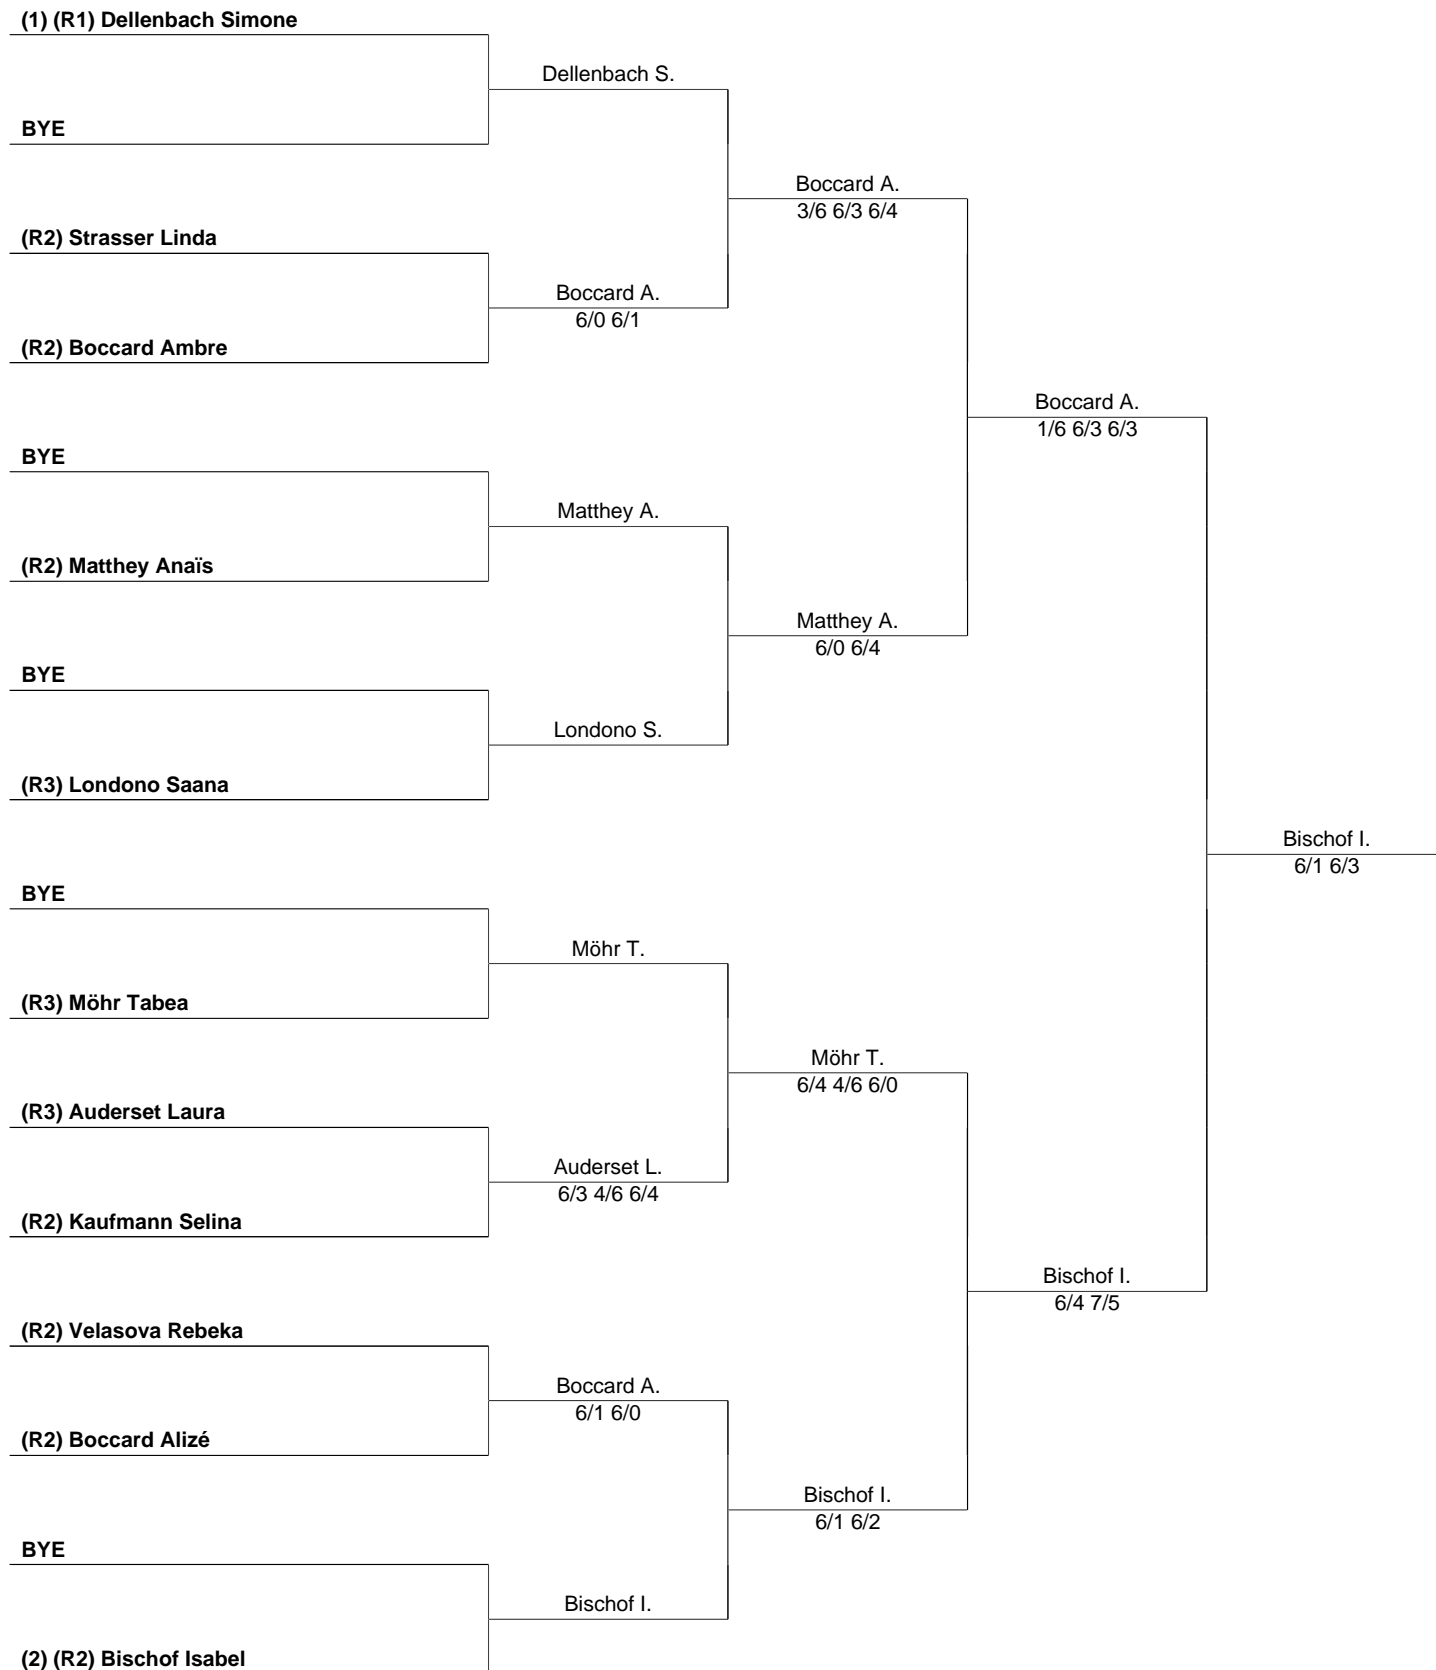 (1) (R1) Dellenbach Simone
Dellenbach S.
BYE
Boccard A.
3/6 6/3 6/4
(R2) Strasser Linda
Boccard A.
6/0 6/1
(R2) Boccard Ambre
Boccard A.
1/6 6/3 6/3
BYE
Matthey A.
(R2) Matthey Anaïs
Matthey A.
6/0 6/4
BYE
Londono S.
(R3) Londono Saana
Bischof I.
6/1 6/3
BYE
Möhr T.
(R3) Möhr Tabea
Möhr T.
6/4 4/6 6/0
(R3) Auderset Laura
Auderset L.
6/3 4/6 6/4
(R2) Kaufmann Selina
Bischof I.
6/4 7/5
(R2) Velasova Rebeka
Boccard A.
6/1 6/0
(R2) Boccard Alizé
Bischof I.
6/1 6/2
BYE
Bischof I.
(2) (R2) Bischof Isabel